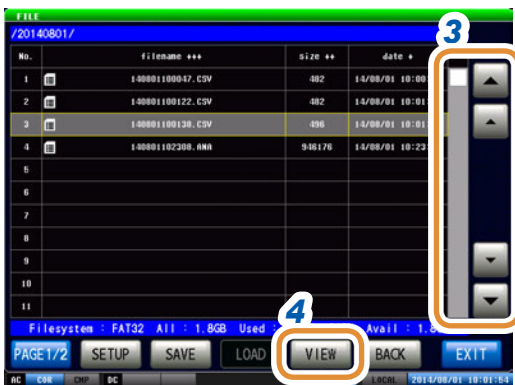 FILE
/20140801/
3
No. filename +++ size ++ date +
1 140801100047.CSV 482 14/08/01 10:00
2 140801100122.CSV 482 14/08/01 10:01
3 140801100138.CSV 496 14/08/01 10:01
4 140801102308.ANA 946176 14/08/01 10:23
5
6
7
8
9
10
11
4
Filesystem : FAT32 All : 1.8GB Used : Avail : 1.
PAGE1/2 SETUP SAVE LOAD VIEW BACK EXIT
AC COR CMP DC LOCAL 2014/08/01 10:01:54